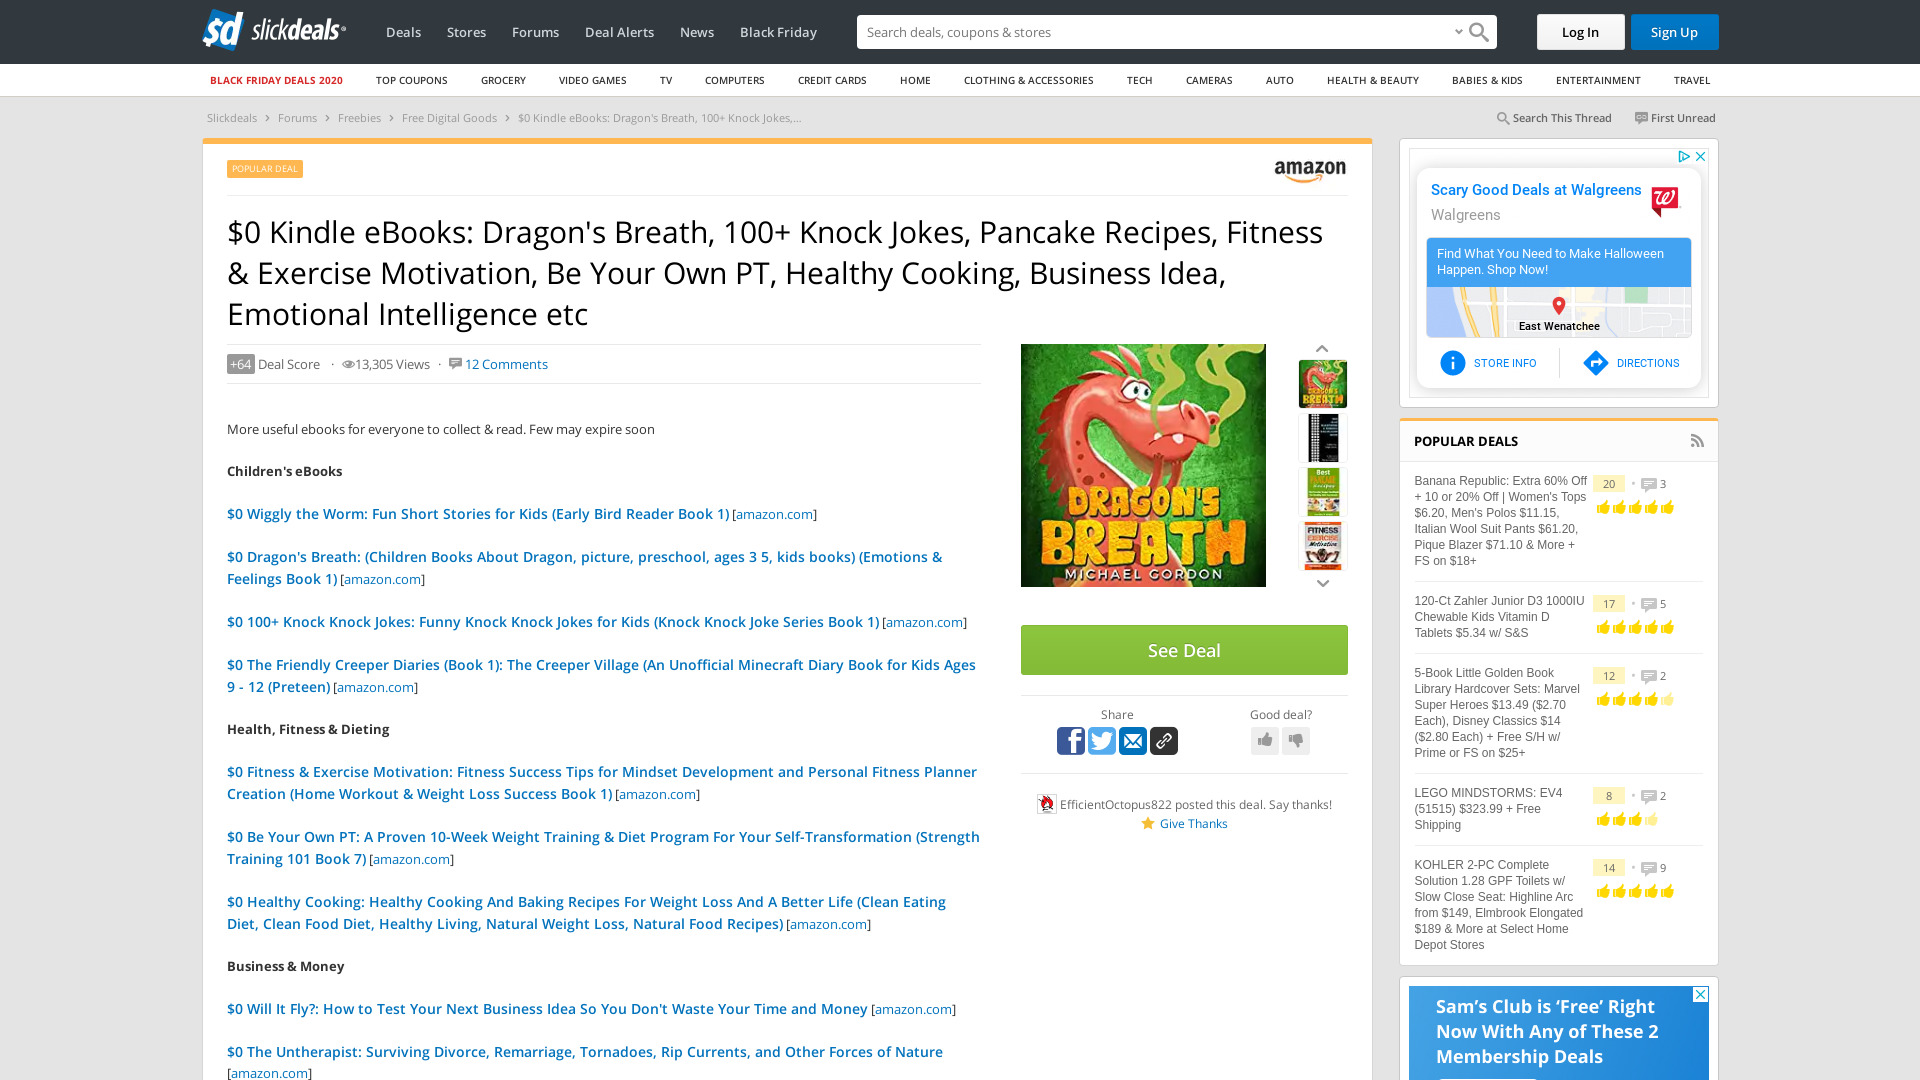 sd slickdeals
Deals
Stores
Forums
Deal Alerts
News
Black Friday
Search deals, coupons & stores
Log In
Sign Up
BLACK FRIDAY DEALS 2020
TOP COUPONS
GROCERY
VIDEO GAMES
TV
COMPUTERS
CREDIT CARDS
HOME
CLOTHING & ACCESSORIES
TECH
CAMERAS
AUTO
HEALTH & BEAUTY
BABIES & KIDS
ENTERTAINMENT
TRAVEL
Slickdeals › Forums › Freebies › Free Digital Goods › $0 Kindle eBooks: Dragon's Breath, 100+ Knock Jokes,...
Search This Thread
First Unread
POPULAR DEAL
amazon
$0 Kindle eBooks: Dragon's Breath, 100+ Knock Jokes, Pancake Recipes, Fitness
& Exercise Motivation, Be Your Own PT, Healthy Cooking, Business Idea,
Emotional Intelligence etc
+64 Deal Score · 13,305 Views · 12 Comments
More useful ebooks for everyone to collect & read. Few may expire soon
Children's eBooks
$0 Wiggly the Worm: Fun Short Stories for Kids (Early Bird Reader Book 1) [amazon.com]
$0 Dragon's Breath: (Children Books About Dragon, picture, preschool, ages 3 5, kids books) (Emotions &
Feelings Book 1) [amazon.com]
$0 100+ Knock Knock Jokes: Funny Knock Knock Jokes for Kids (Knock Knock Joke Series Book 1) [amazon.com]
$0 The Friendly Creeper Diaries (Book 1): The Creeper Village (An Unofficial Minecraft Diary Book for Kids Ages
9 - 12 (Preteen) [amazon.com]
Health, Fitness & Dieting
$0 Fitness & Exercise Motivation: Fitness Success Tips for Mindset Development and Personal Fitness Planner
Creation (Home Workout & Weight Loss Success Book 1) [amazon.com]
$0 Be Your Own PT: A Proven 10-Week Weight Training & Diet Program For Your Self-Transformation (Strength
Training 101 Book 7) [amazon.com]
$0 Healthy Cooking: Healthy Cooking And Baking Recipes For Weight Loss And A Better Life (Clean Eating
Diet, Clean Food Diet, Healthy Living, Natural Weight Loss, Natural Food Recipes) [amazon.com]
Business & Money
$0 Will It Fly?: How to Test Your Next Business Idea So You Don't Waste Your Time and Money [amazon.com]
$0 The Untherapist: Surviving Divorce, Remarriage, Tornadoes, Rip Currents, and Other Forces of Nature
[amazon.com]
DRAGON'S
BREATH
MICHAEL GORDON
DRAGON'S
BREATH
Best
FITNESS
EXERCISE
Motivation
See Deal
Share
Good deal?
EfficientOctopus822 posted this deal. Say thanks!
Give Thanks
Scary Good Deals at Walgreens
Walgreens
Find What You Need to Make Halloween
Happen. Shop Now!
East Wenatchee
STORE INFO
DIRECTIONS
POPULAR DEALS
Banana Republic: Extra 60% Off
+ 10 or 20% Off | Women's Tops
$6.20, Men's Polos $11.15,
Italian Wool Suit Pants $61.20,
Pique Blazer $71.10 & More +
FS on $18+
20 • 3
120-Ct Zahler Junior D3 1000IU
Chewable Kids Vitamin D
Tablets $5.34 w/ S&S
17 • 5
5-Book Little Golden Book
Library Hardcover Sets: Marvel
Super Heroes $13.49 ($2.70
Each), Disney Classics $14
($2.80 Each) + Free S/H w/
Prime or FS on $25+
12 • 2
LEGO MINDSTORMS: EV4
(51515) $323.99 + Free
Shipping
8 • 2
KOHLER 2-PC Complete
Solution 1.28 GPF Toilets w/
Slow Close Seat: Highline Arc
from $149, Elmbrook Elongated
$189 & More at Select Home
Depot Stores
14 • 9
Sam's Club is 'Free' Right
Now With Any of These 2
Membership Deals